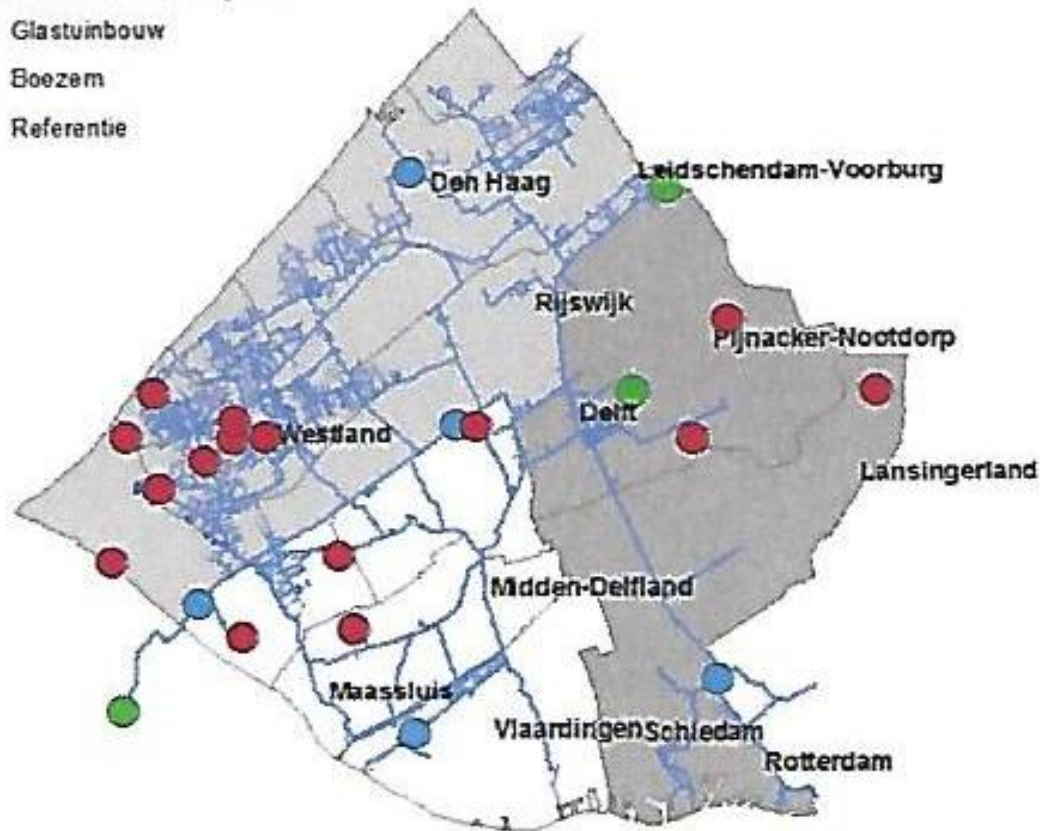 Glastuinbouw
Boezem
Referentie
Den Haag
Leidschendam-Voorburg
Rijswijk
Pijnacker-Nootdorp
Delft
Westland
Lansingerland
Midden-Delfland
Maassluis
Vlaardingen
Schiedam
Rotterdam